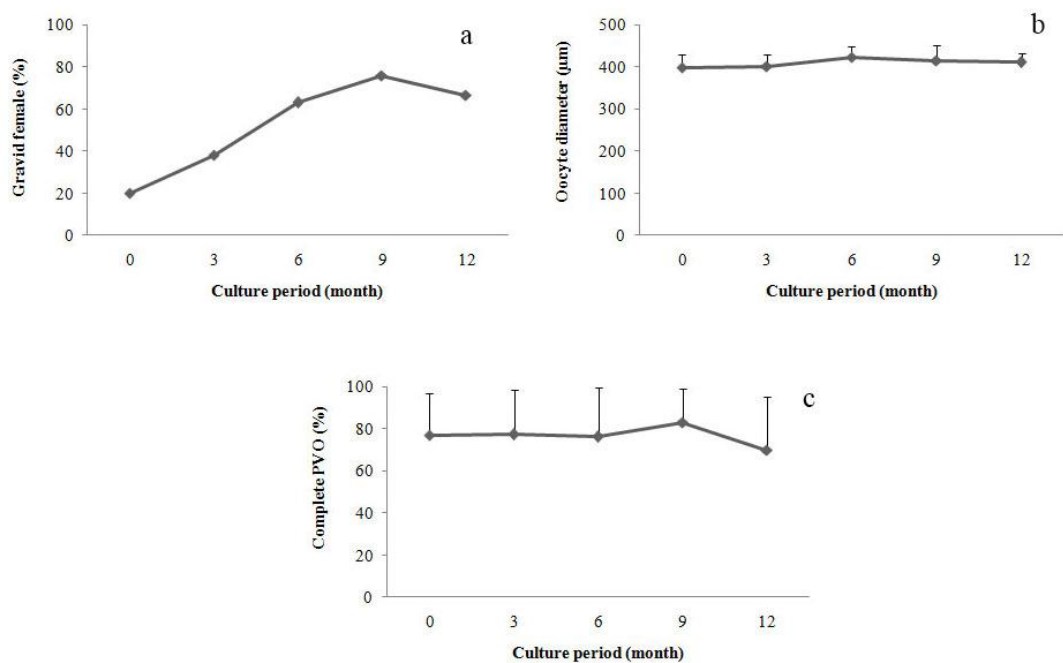 a
Gravid female (%)
100
80
60
40
20
0
0 3 6 9 12
Culture period (month)
b
Oocyte diameter (µm)
500
400
300
200
100
0
0 3 6 9 12
Culture period (month)
c
Complete PVO (%)
100
80
60
40
20
0
0 3 6 9 12
Culture period (month)